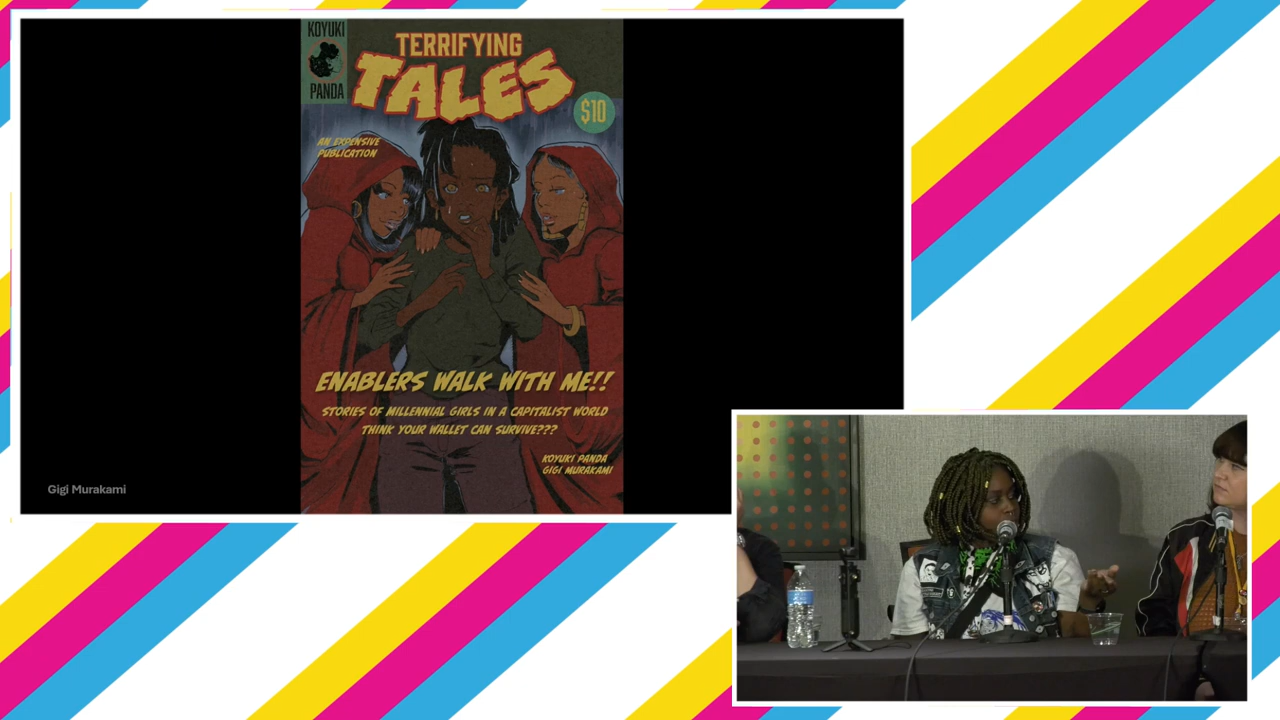 KOYUKI
PANDA
TERRIFYING
TALES
$10
AN EXPENSIVE
PUBLICATION
ENABLERS WALK WITH ME!!
STORIES OF MILLENNIAL GIRLS IN A CAPITALIST WORLD
THINK YOUR WALLET CAN SURVIVE???
KOYUKI PANDA
GIGI MURAKAMI
Gigi Murakami